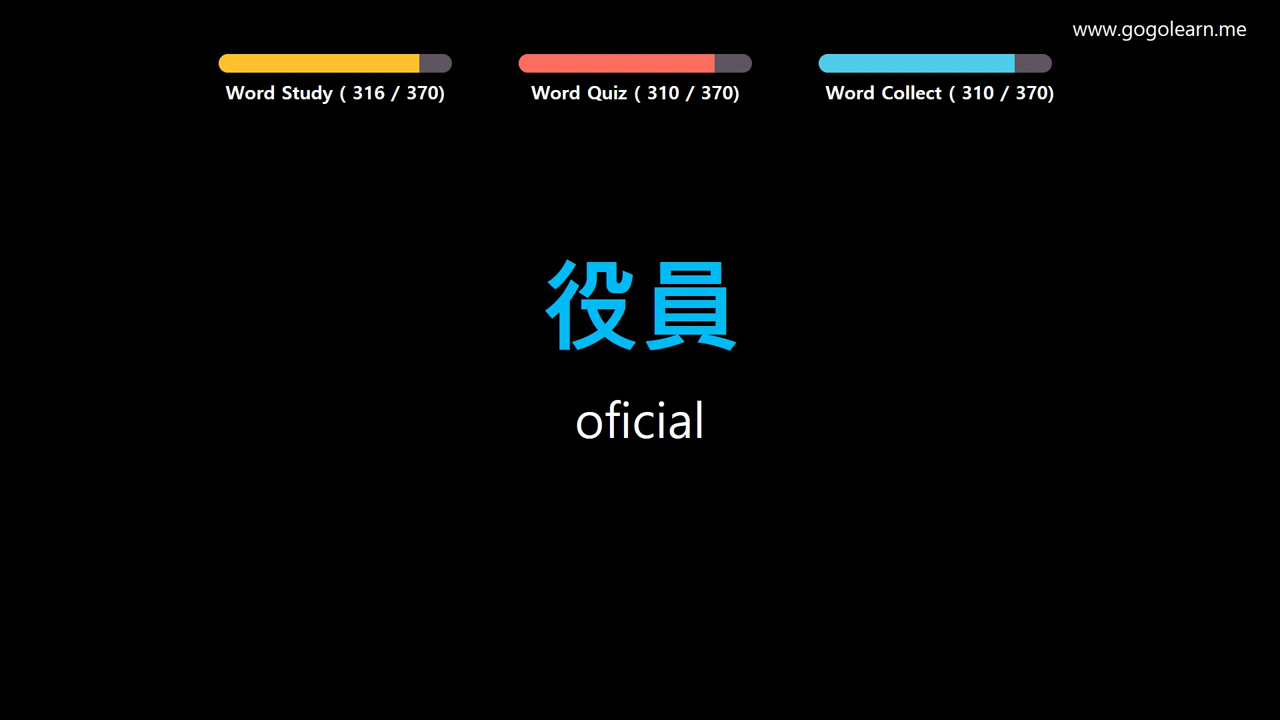 www.gogolearn.me
Word Study ( 316 / 370)
Word Quiz ( 310 / 370)
Word Collect ( 310 / 370)
役員
oficial